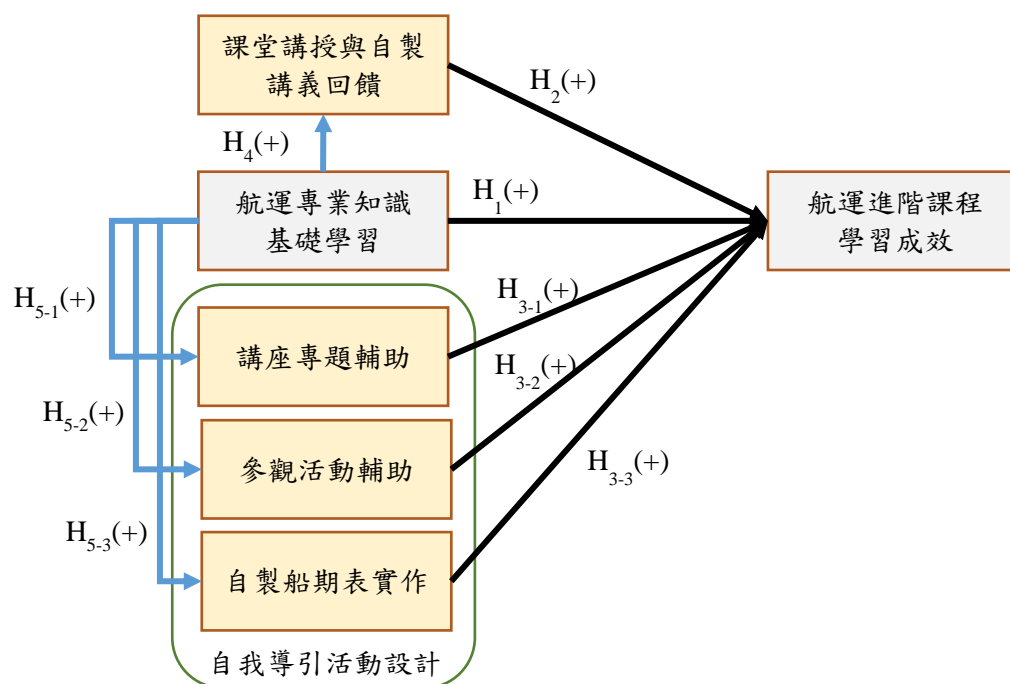 課堂講授與自製
講義回饋
H2(+)
H4(+)
航運專業知識
基礎學習
H1(+)
航運進階課程
學習成效
H5-1(+)
H3-1(+)
講座專題輔助
H3-2(+)
H5-2(+)
參觀活動輔助
H3-3(+)
H5-3(+)
自製船期表實作
自我導引活動設計